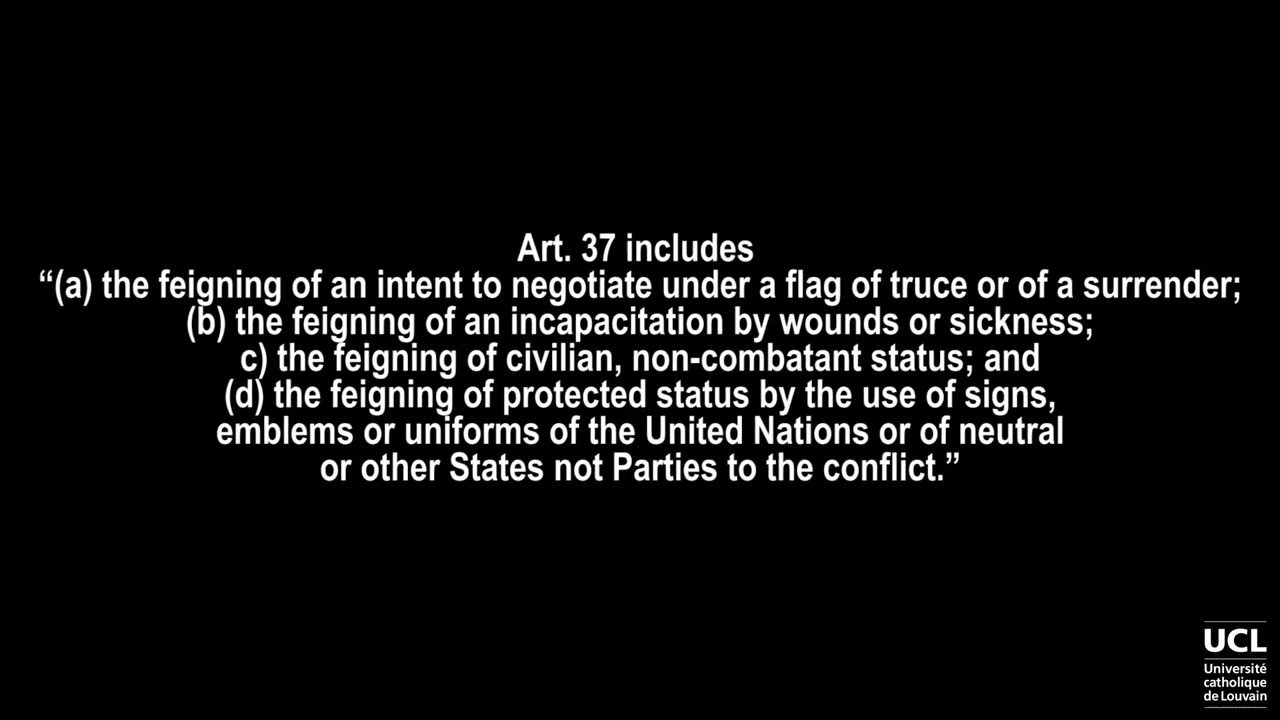 Art. 37 includes
“(a) the feigning of an intent to negotiate under a flag of truce or of a surrender;
(b) the feigning of an incapacitation by wounds or sickness;
c) the feigning of civilian, non-combatant status; and
(d) the feigning of protected status by the use of signs,
emblems or uniforms of the United Nations or of neutral
or other States not Parties to the conflict.”
UCL
Université
catholique
de Louvain